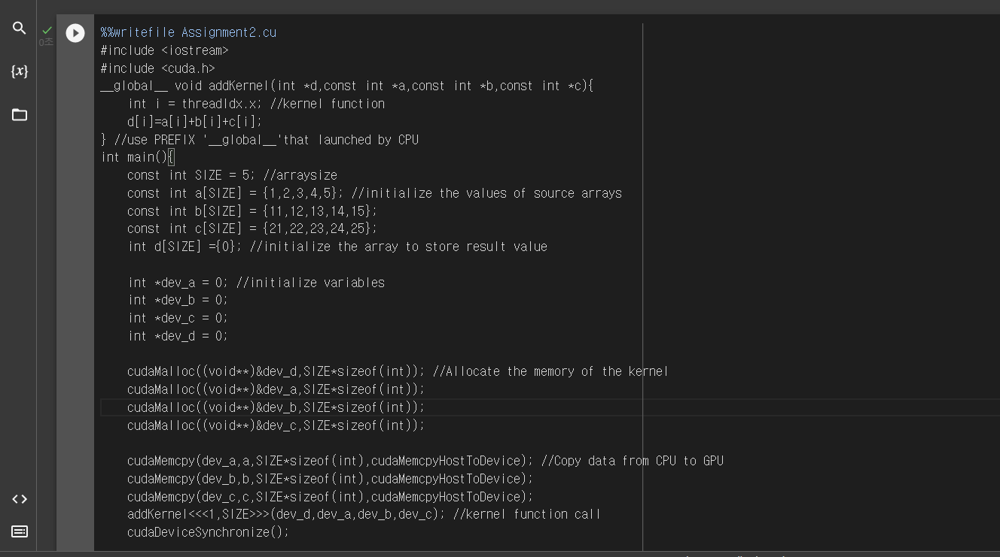 %%writefile Assignment2.cu
#include <iostream>
#include <cuda.h>
__global__ void addKernel(int *d,const int *a,const int *b,const int *c){
    int i = threadIdx.x; //kernel function
    d[i]=a[i]+b[i]+c[i];
} //use PREFIX '__global__'that launched by CPU
int main(){
    const int SIZE = 5; //arraysize
    const int a[SIZE] = {1,2,3,4,5}; //initialize the values of source arrays
    const int b[SIZE] = {11,12,13,14,15};
    const int c[SIZE] = {21,22,23,24,25};
    int d[SIZE] ={0}; //initialize the array to store result value

    int *dev_a = 0; //initialize variables
    int *dev_b = 0;
    int *dev_c = 0;
    int *dev_d = 0;

    cudaMalloc((void**)&dev_d,SIZE*sizeof(int)); //Allocate the memory of the kernel
    cudaMalloc((void**)&dev_a,SIZE*sizeof(int));
    cudaMalloc((void**)&dev_b,SIZE*sizeof(int));
    cudaMalloc((void**)&dev_c,SIZE*sizeof(int));

    cudaMemcpy(dev_a,a,SIZE*sizeof(int),cudaMemcpyHostToDevice); //Copy data from CPU to GPU
    cudaMemcpy(dev_b,b,SIZE*sizeof(int),cudaMemcpyHostToDevice);
    cudaMemcpy(dev_c,c,SIZE*sizeof(int),cudaMemcpyHostToDevice);
    addKernel<<<1,SIZE>>>(dev_d,dev_a,dev_b,dev_c); //kernel function call
    cudaDeviceSynchronize();
0초
{x}